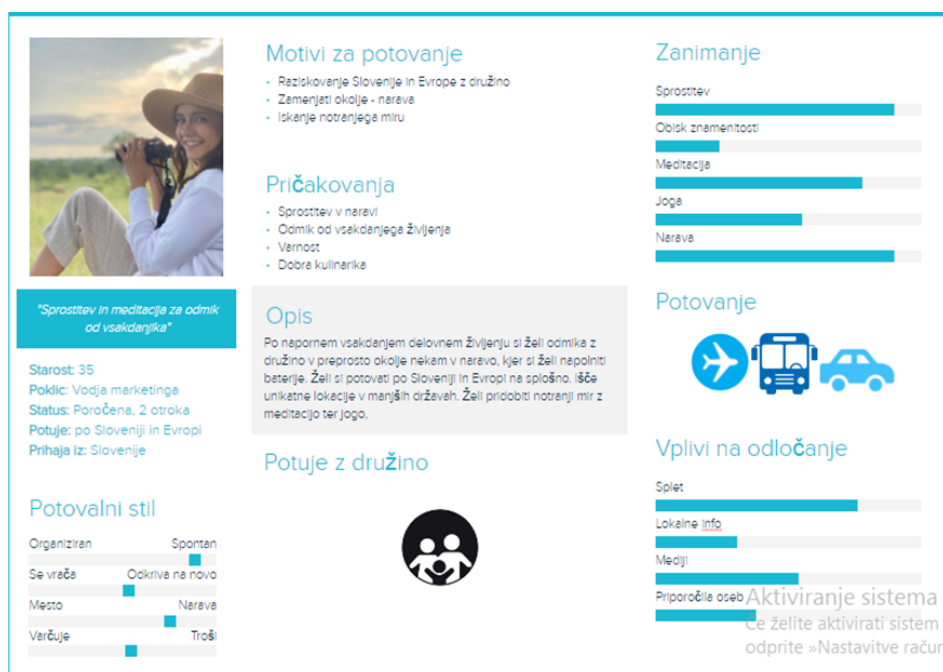 Motivi za potovanje
• Raziskovanje Slovenije in Evrope z družino
• Zamenjati okolje - narava
• Iskanje notranjega miru
Pričakovanja
• Sprostitev v naravi
• Odmik od vsakdanjega življenja
• Varnost
• Dobra kulinarika
"Sprostitev in meditacija za odmik
od vsakdanjika"
Starost: 35
Poklic: Vodja marketinga
Status: Poročena, 2 otroka
Potuje: po Sloveniji in Evropi
Prihaja iz: Slovenije
Potovalni stil
Organiziran Spontan
Se vrača Odkriva na novo
Mesto Narava
Varčuje Troši
Opis
Po napornem vsakdanjem delovnem življenju si želi odmika z
družino v preprosto okolje nekam v naravo, kjer si želi napolniti
baterije. Želi si potovati po Sloveniji in Evropi na splošno. Išče
unikatne lokacije v manjših državah. Želi pridobiti notranji mir z
meditacijo ter jogo.
Potuje z družino
Zanimanje
Sprostitev
Obisk znamenitosti
Meditacija
Joga
Narava
Potovanje
Vplivi na odločanje
Splet
Lokalne info
Mediji
Priporočila oseb
Aktiviranje sistema
Če želite aktivirati sistem
odprite »Nastavitve raču